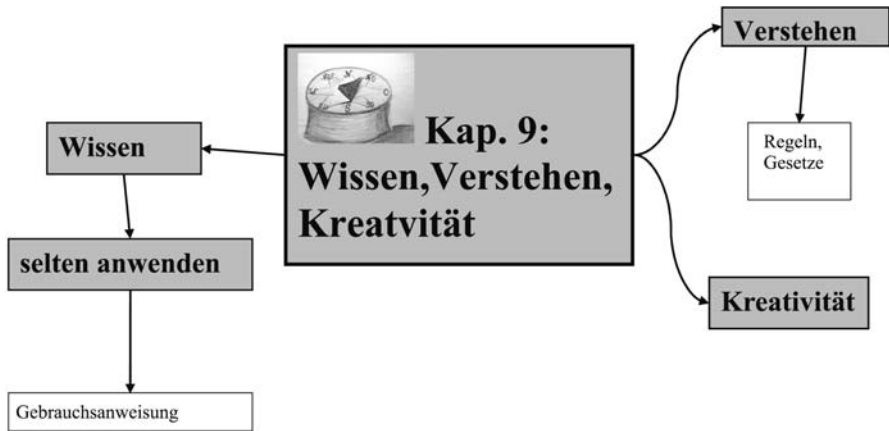 Kap. 9:
Wissen,Verstehen,
Kreatvität
Wissen
selten anwenden
Gebrauchsanweisung
Verstehen
Regeln,
Gesetze
Kreativität